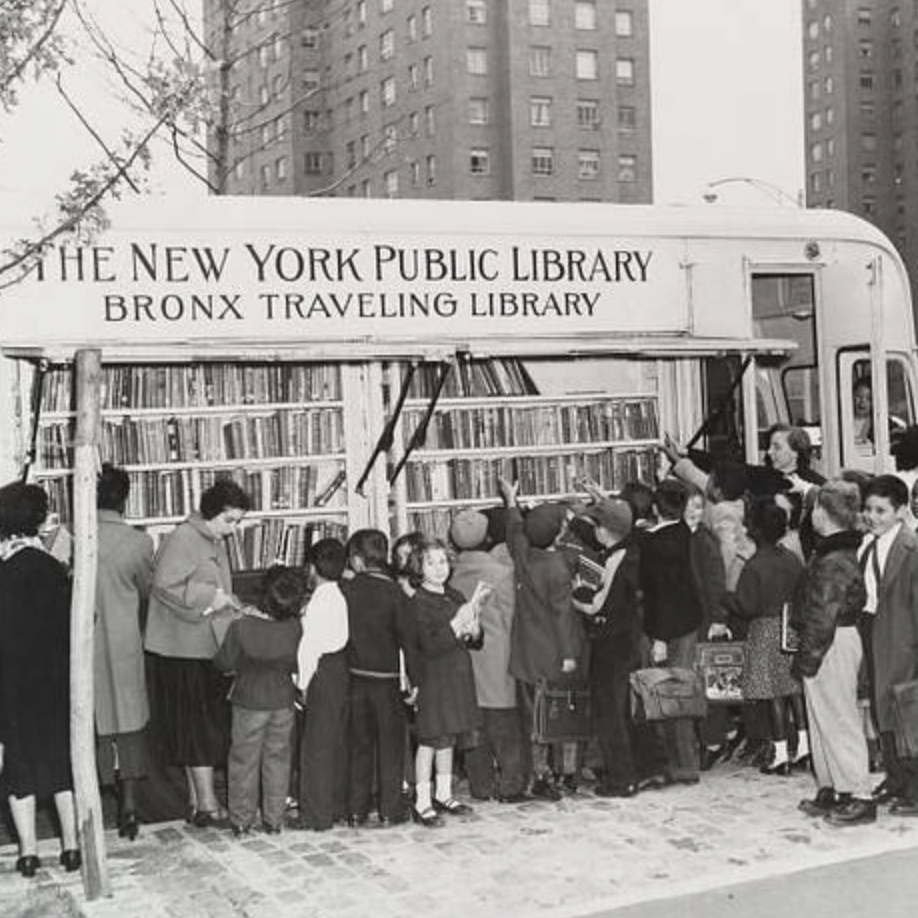 THE NEW YORK PUBLIC LIBRARY
BRONX TRAVELING LIBRARY